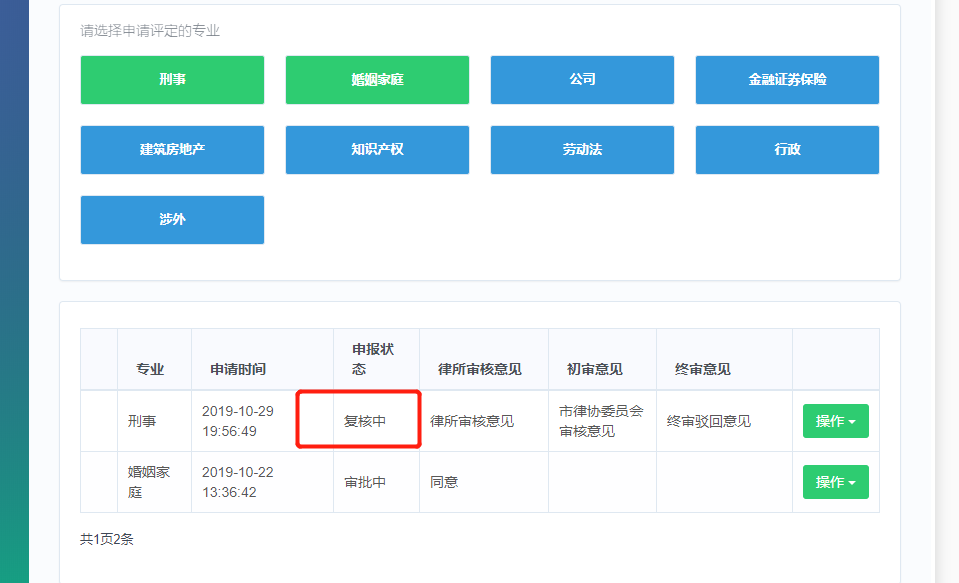 请选择申请评定的专业
刑事 婚姻家庭 公司 金融证券保险
建筑房地产 知识产权 劳动法 行政
涉外
专业 申请时间 申报状态 律所审核意见 初审意见 终审意见
刑事 2019-10-29 19:56:49 复核中 律所审核意见 市律协委员会审核意见 终审驳回意见 操作
婚姻家庭 2019-10-22 13:36:42 审批中 同意 操作
共1页2条